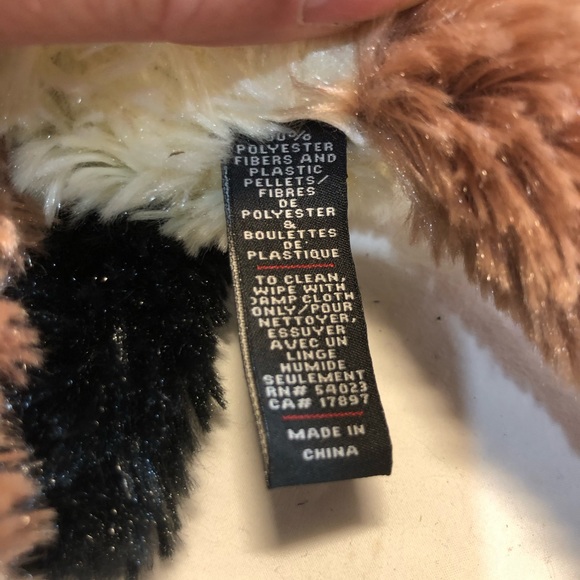 POLYESTER
FIBERS AND
PLASTIC
PELLETS/
FIBRES
DE
POLYESTER
&
BOULETTES
DE
PLASTIQUE
TO CLEAN,
WIPE WITH
DAMP CLOTH
ONLY/POUR
NETTOYER,
ESSUYER
AVEC UN
LINGE
HUMIDE
SEULEMENT
RN# 54023
CA# 17897
MADE IN
CHINA